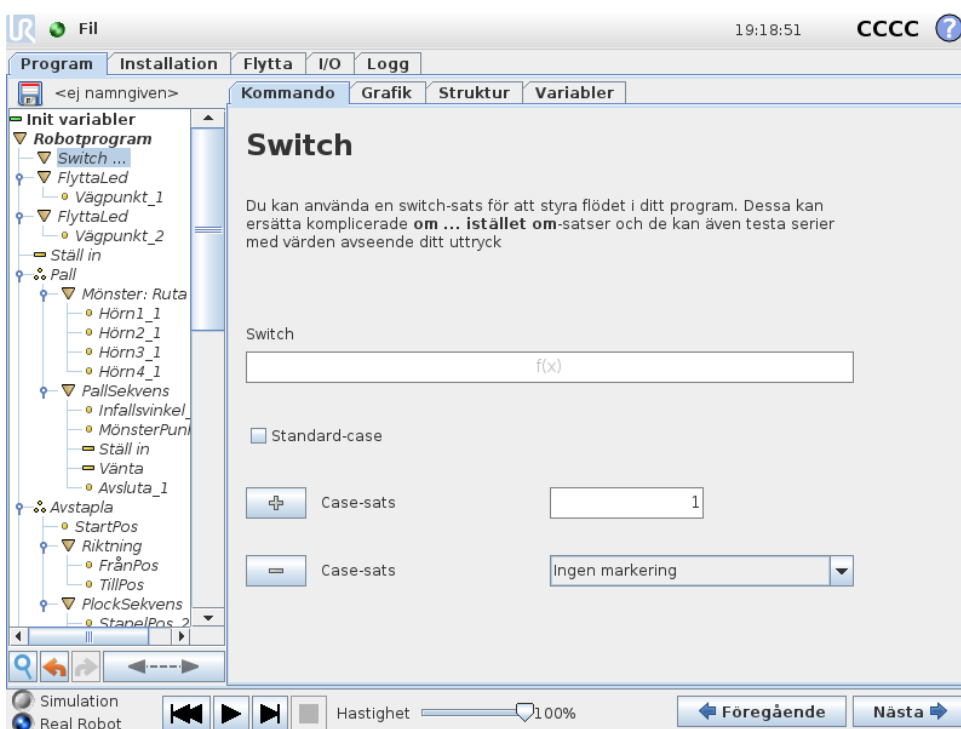 UR Fil 19:18:51 CCCC ?
Program Installation Flytta I/O Logg
<ej namngiven> Kommando Grafik Struktur Variabler
Init variabler
Robotprogram
Switch ...
FlyttaLed
Vägpunkt_1
FlyttaLed
Vägpunkt_2
Ställ in
Pall
Mönster: Ruta
Hörn1_1
Hörn2_1
Hörn3_1
Hörn4_1
PallSekvens
Infallsvinkel_
MönsterPun
Ställ in
Vänta
Avsluta_1
Avstapla
StartPos
Riktning
FrånPos
TillPos
PlockSekvens
StapelPos_2
Switch
Du kan använda en switch-sats för att styra flödet i ditt program. Dessa kan
ersätta komplicerade om ... istället om-satser och de kan även testa serier
med värden avseende ditt uttryck
Switch
f(x)
Standard-case
Case-sats 1
Case-sats Ingen markering
Simulation
Real Robot
Hastighet 100%
Föregående Nästa